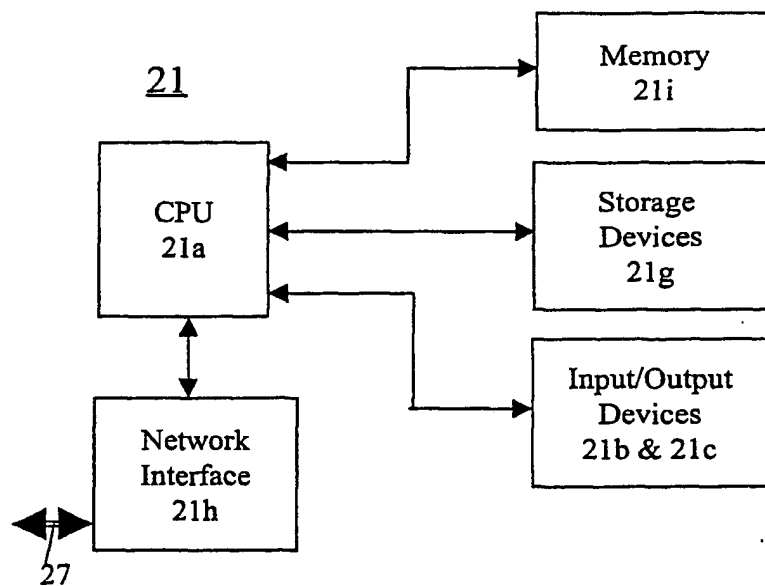 21
Memory
21i
CPU
21a
Storage
Devices
21g
Input/Output
Devices
21b & 21c
Network
Interface
21h
27